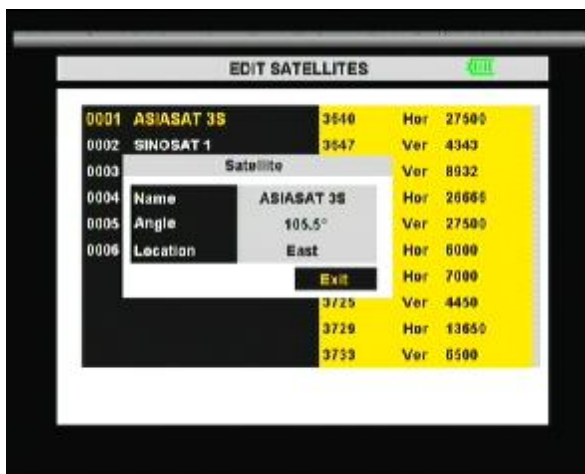 EDIT SATELLITES
0001 ASIASAT 3S 3640 Hor 27500
0002 SINOSAT 1 3647 Ver 4343
0003 Satellite Ver 8932
0004 Name ASIASAT 3S Hor 26666
0005 Angle 105.5° Ver 27500
0006 Location East Hor 6000
Exit Hor 7000
3725 Ver 4450
3729 Hor 13650
3733 Ver 6500